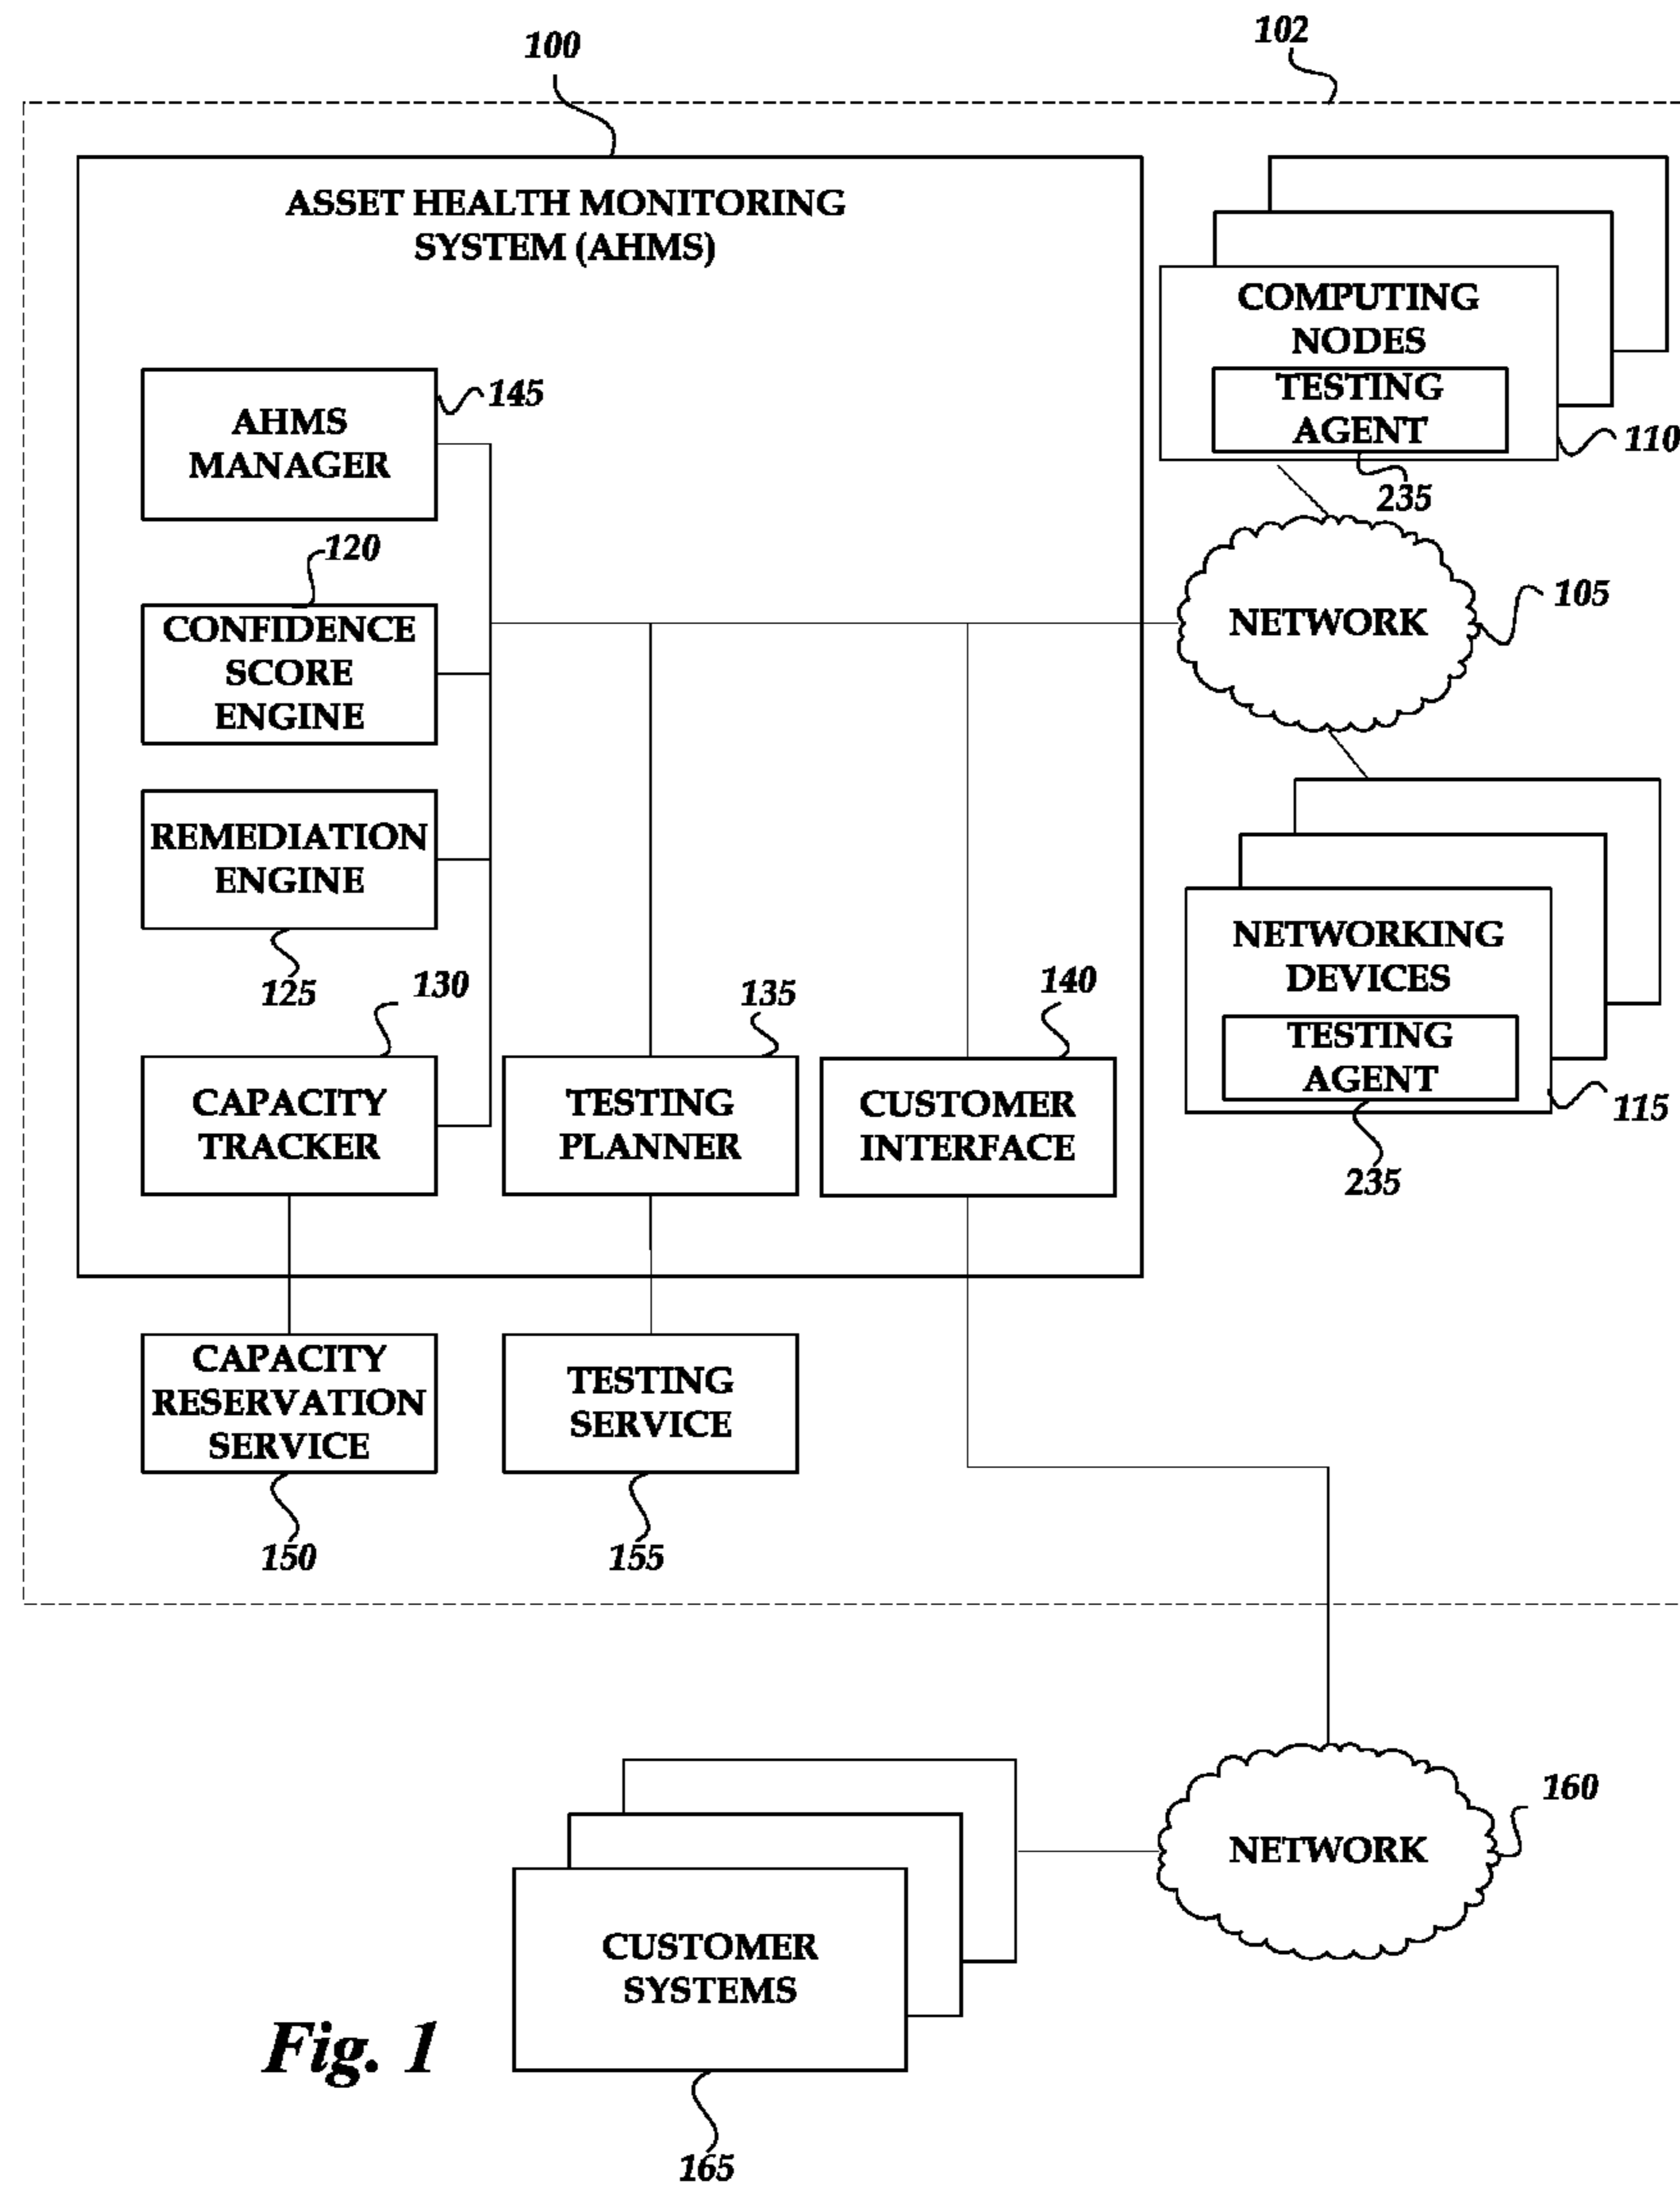 100
102
ASSET HEALTH MONITORING
SYSTEM (AHMS)
COMPUTING
NODES
TESTING
AGENT
110
235
AHMS
MANAGER
145
120
CONFIDENCE
SCORE
ENGINE
NETWORK
105
REMEDIATION
ENGINE
125
NETWORKING
DEVICES
TESTING
AGENT
115
235
130
135
140
CAPACITY
TRACKER
TESTING
PLANNER
CUSTOMER
INTERFACE
CAPACITY
RESERVATION
SERVICE
150
TESTING
SERVICE
155
NETWORK
160
CUSTOMER
SYSTEMS
165
Fig. 1